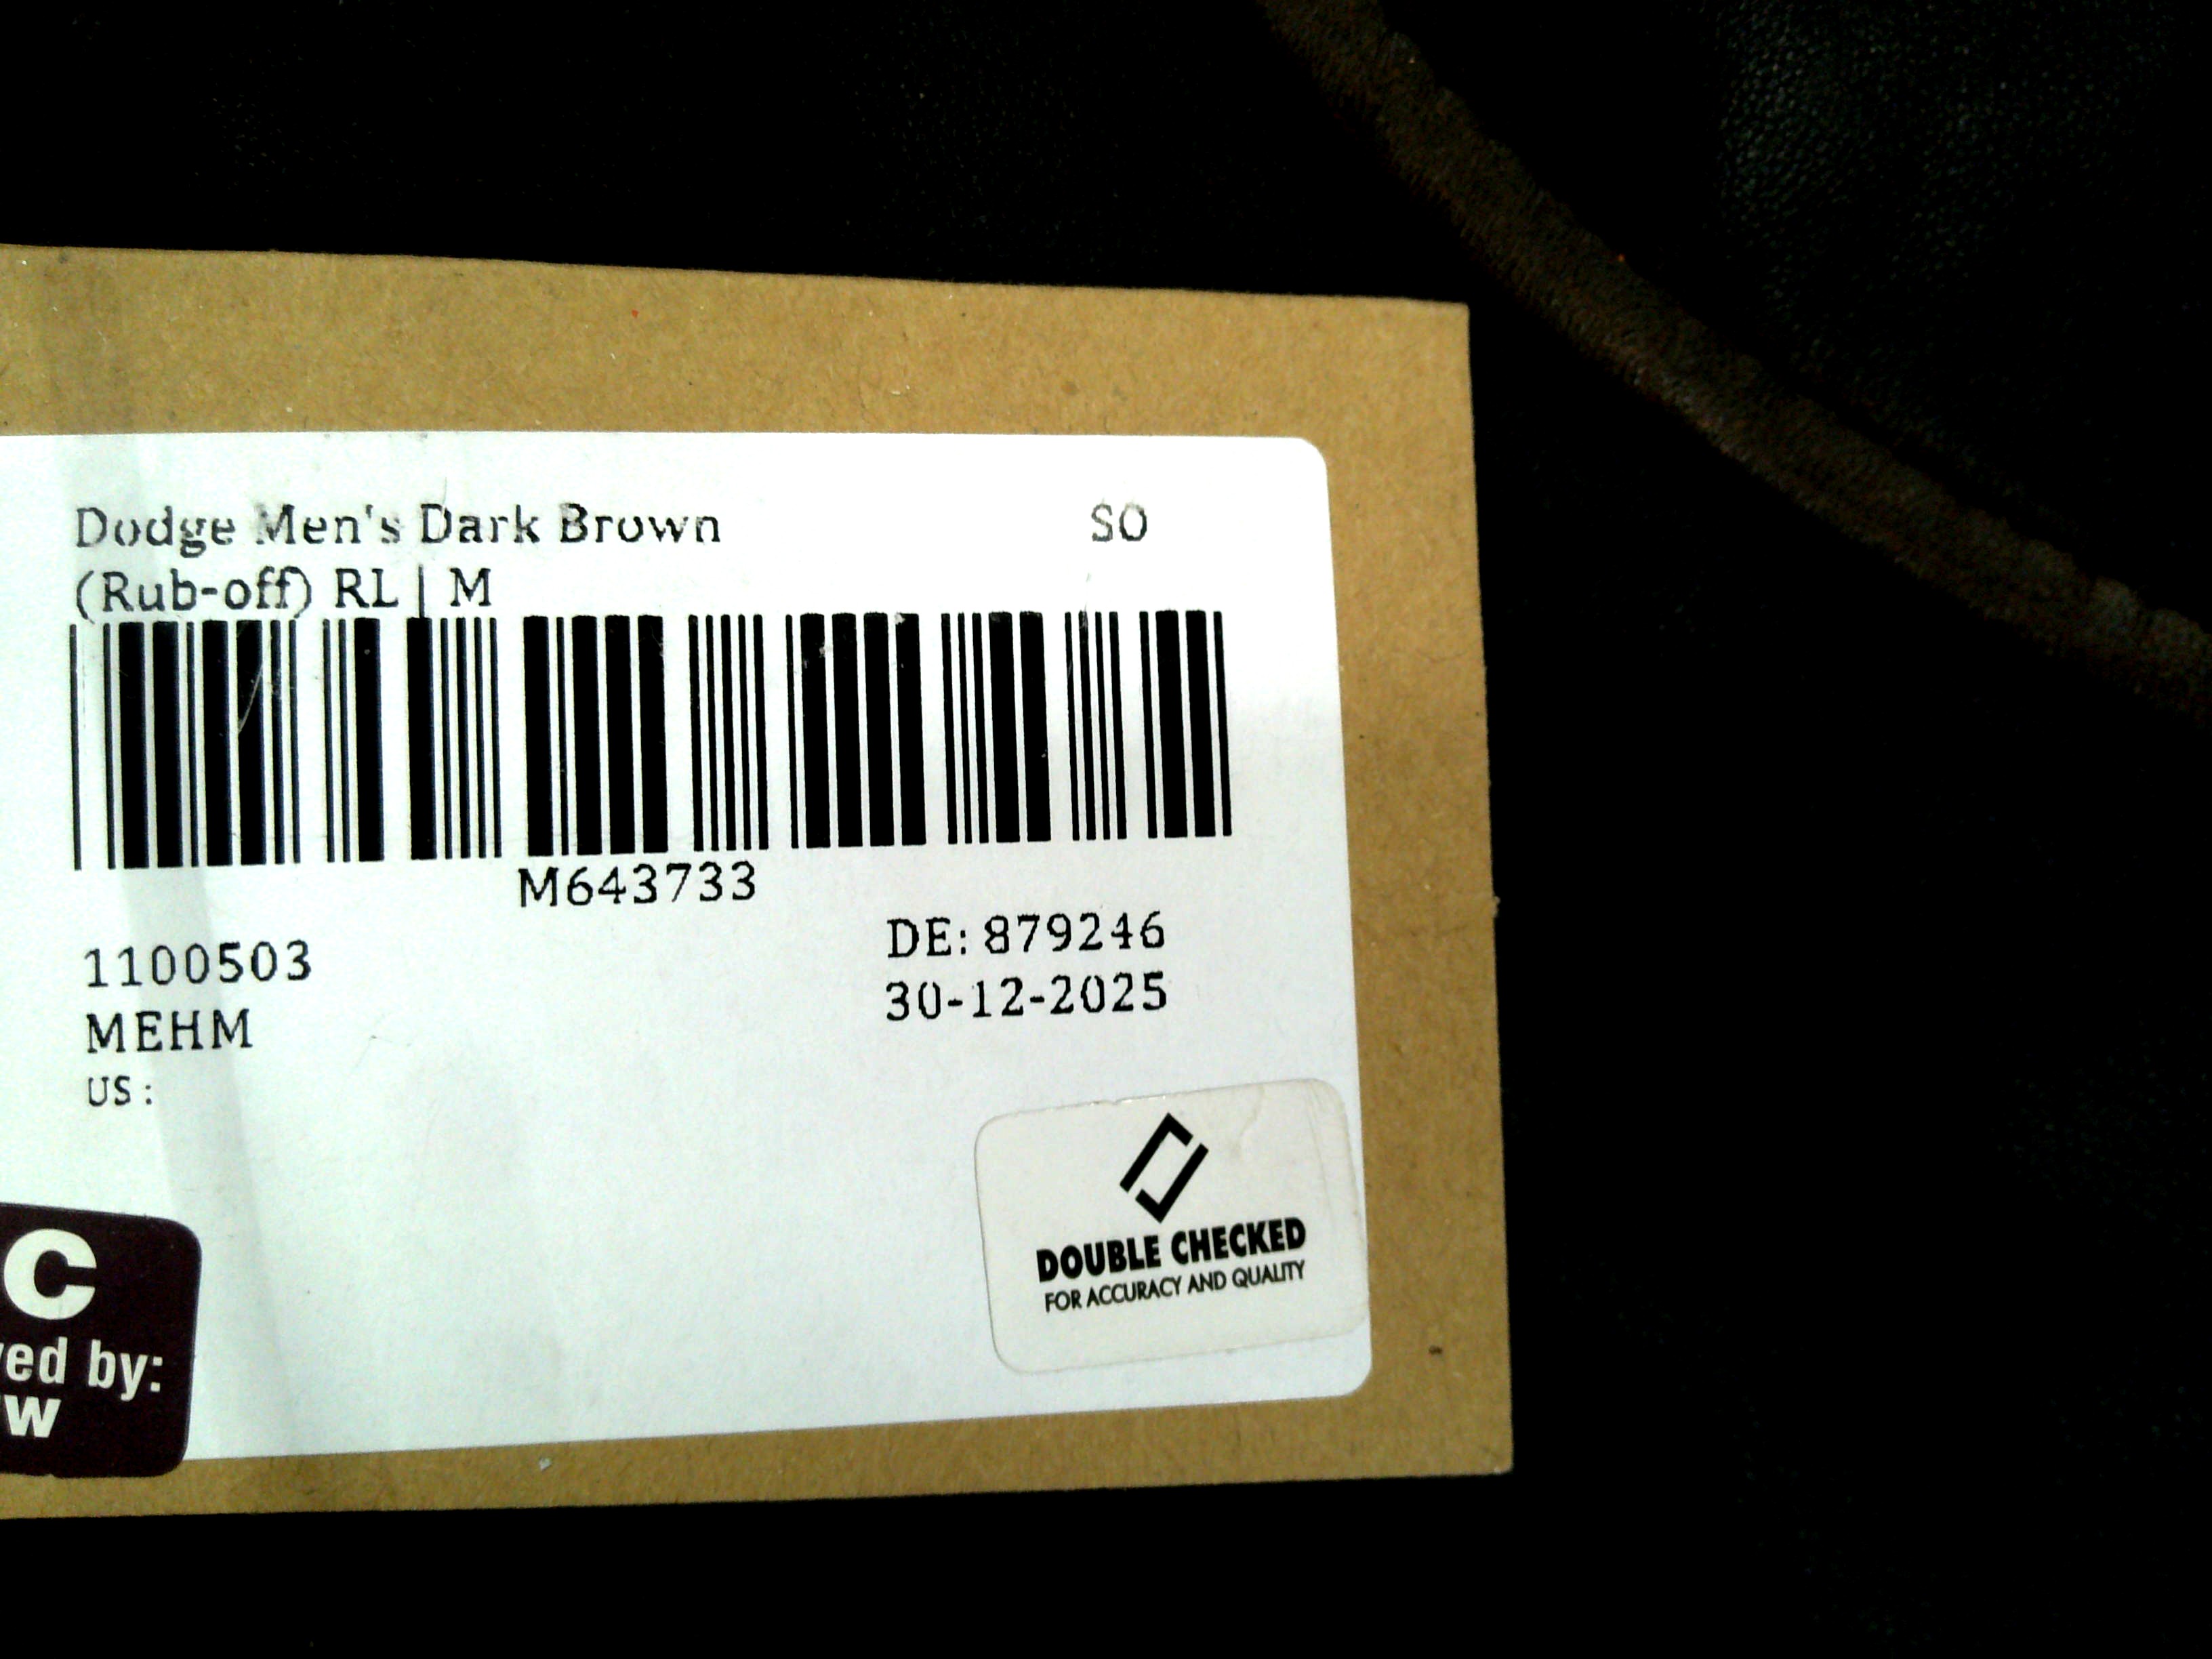 Dodge Men's Dark Brown SO
(Rub-off) RL | M
M643733
DE: 879246
1100503
30-12-2025
MEHM
US :
DOUBLE CHECKED
FOR ACCURACY AND QUALITY
C
by:
W